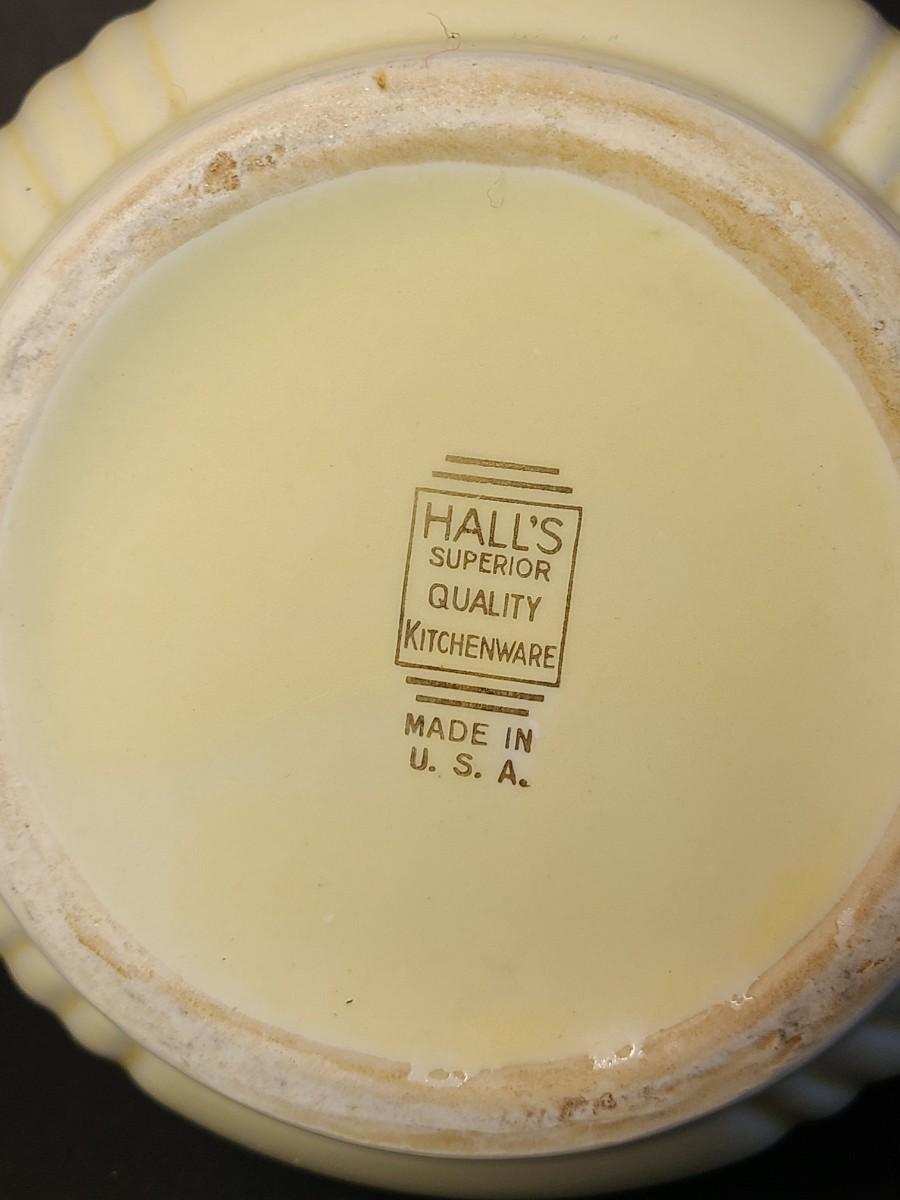 HALL'S
SUPERIOR
QUALITY
KITCHENWARE
MADE IN
U. S. A.